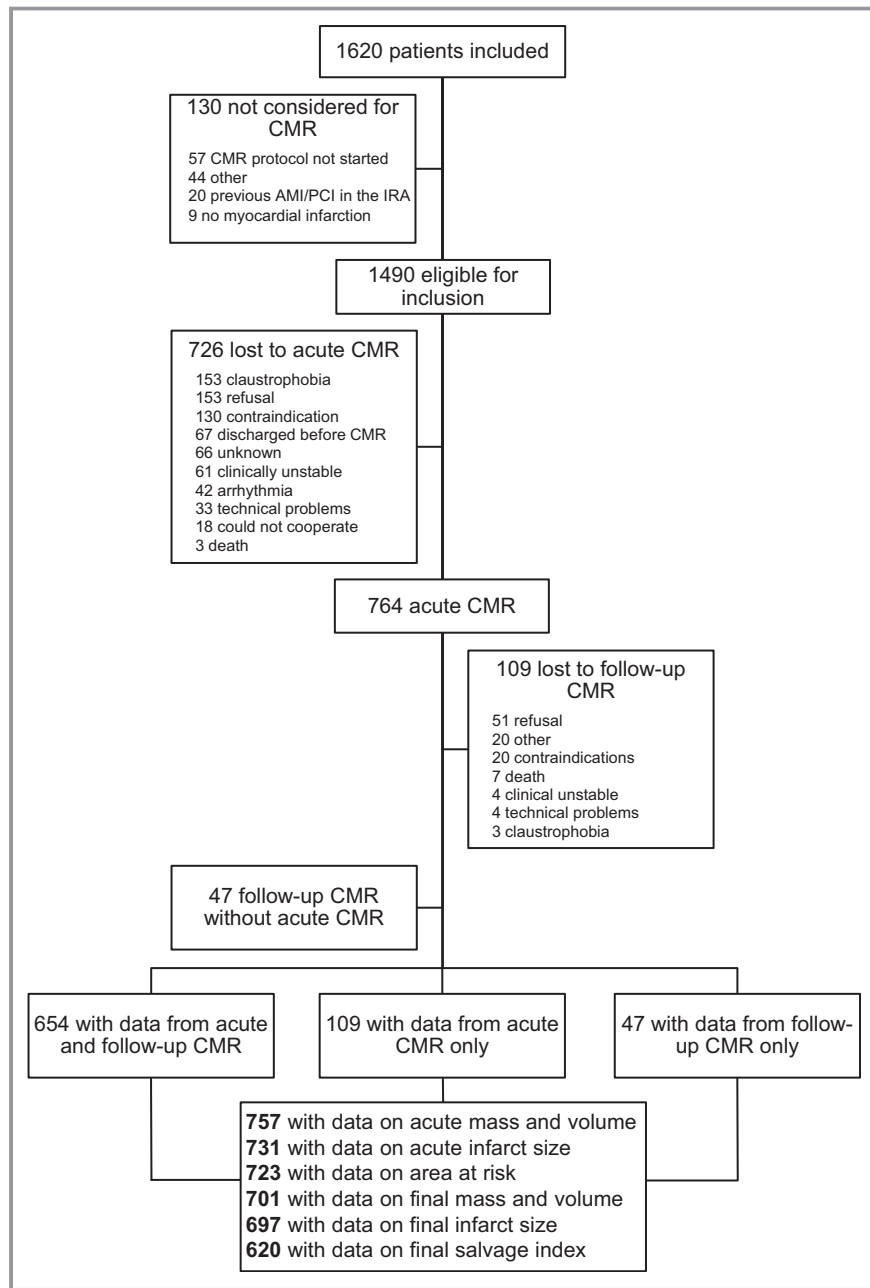 1620 patients included
130 not considered for
CMR
57 CMR protocol not started
44 other
20 previous AMI/PCI in the IRA
9 no myocardial infarction
1490 eligible for
inclusion
726 lost to acute CMR
153 claustrophobia
153 refusal
130 contraindication
67 discharged before CMR
66 unknown
61 clinically unstable
42 arrhythmia
33 technical problems
18 could not cooperate
3 death
764 acute CMR
109 lost to follow-up
CMR
51 refusal
20 other
20 contraindications
7 death
4 clinical unstable
4 technical problems
3 claustrophobia
47 follow-up CMR
without acute CMR
654 with data from acute
and follow-up CMR
109 with data from acute
CMR only
47 with data from follow-
up CMR only
757 with data on acute mass and volume
731 with data on acute infarct size
723 with data on area at risk
701 with data on final mass and volume
697 with data on final infarct size
620 with data on final salvage index